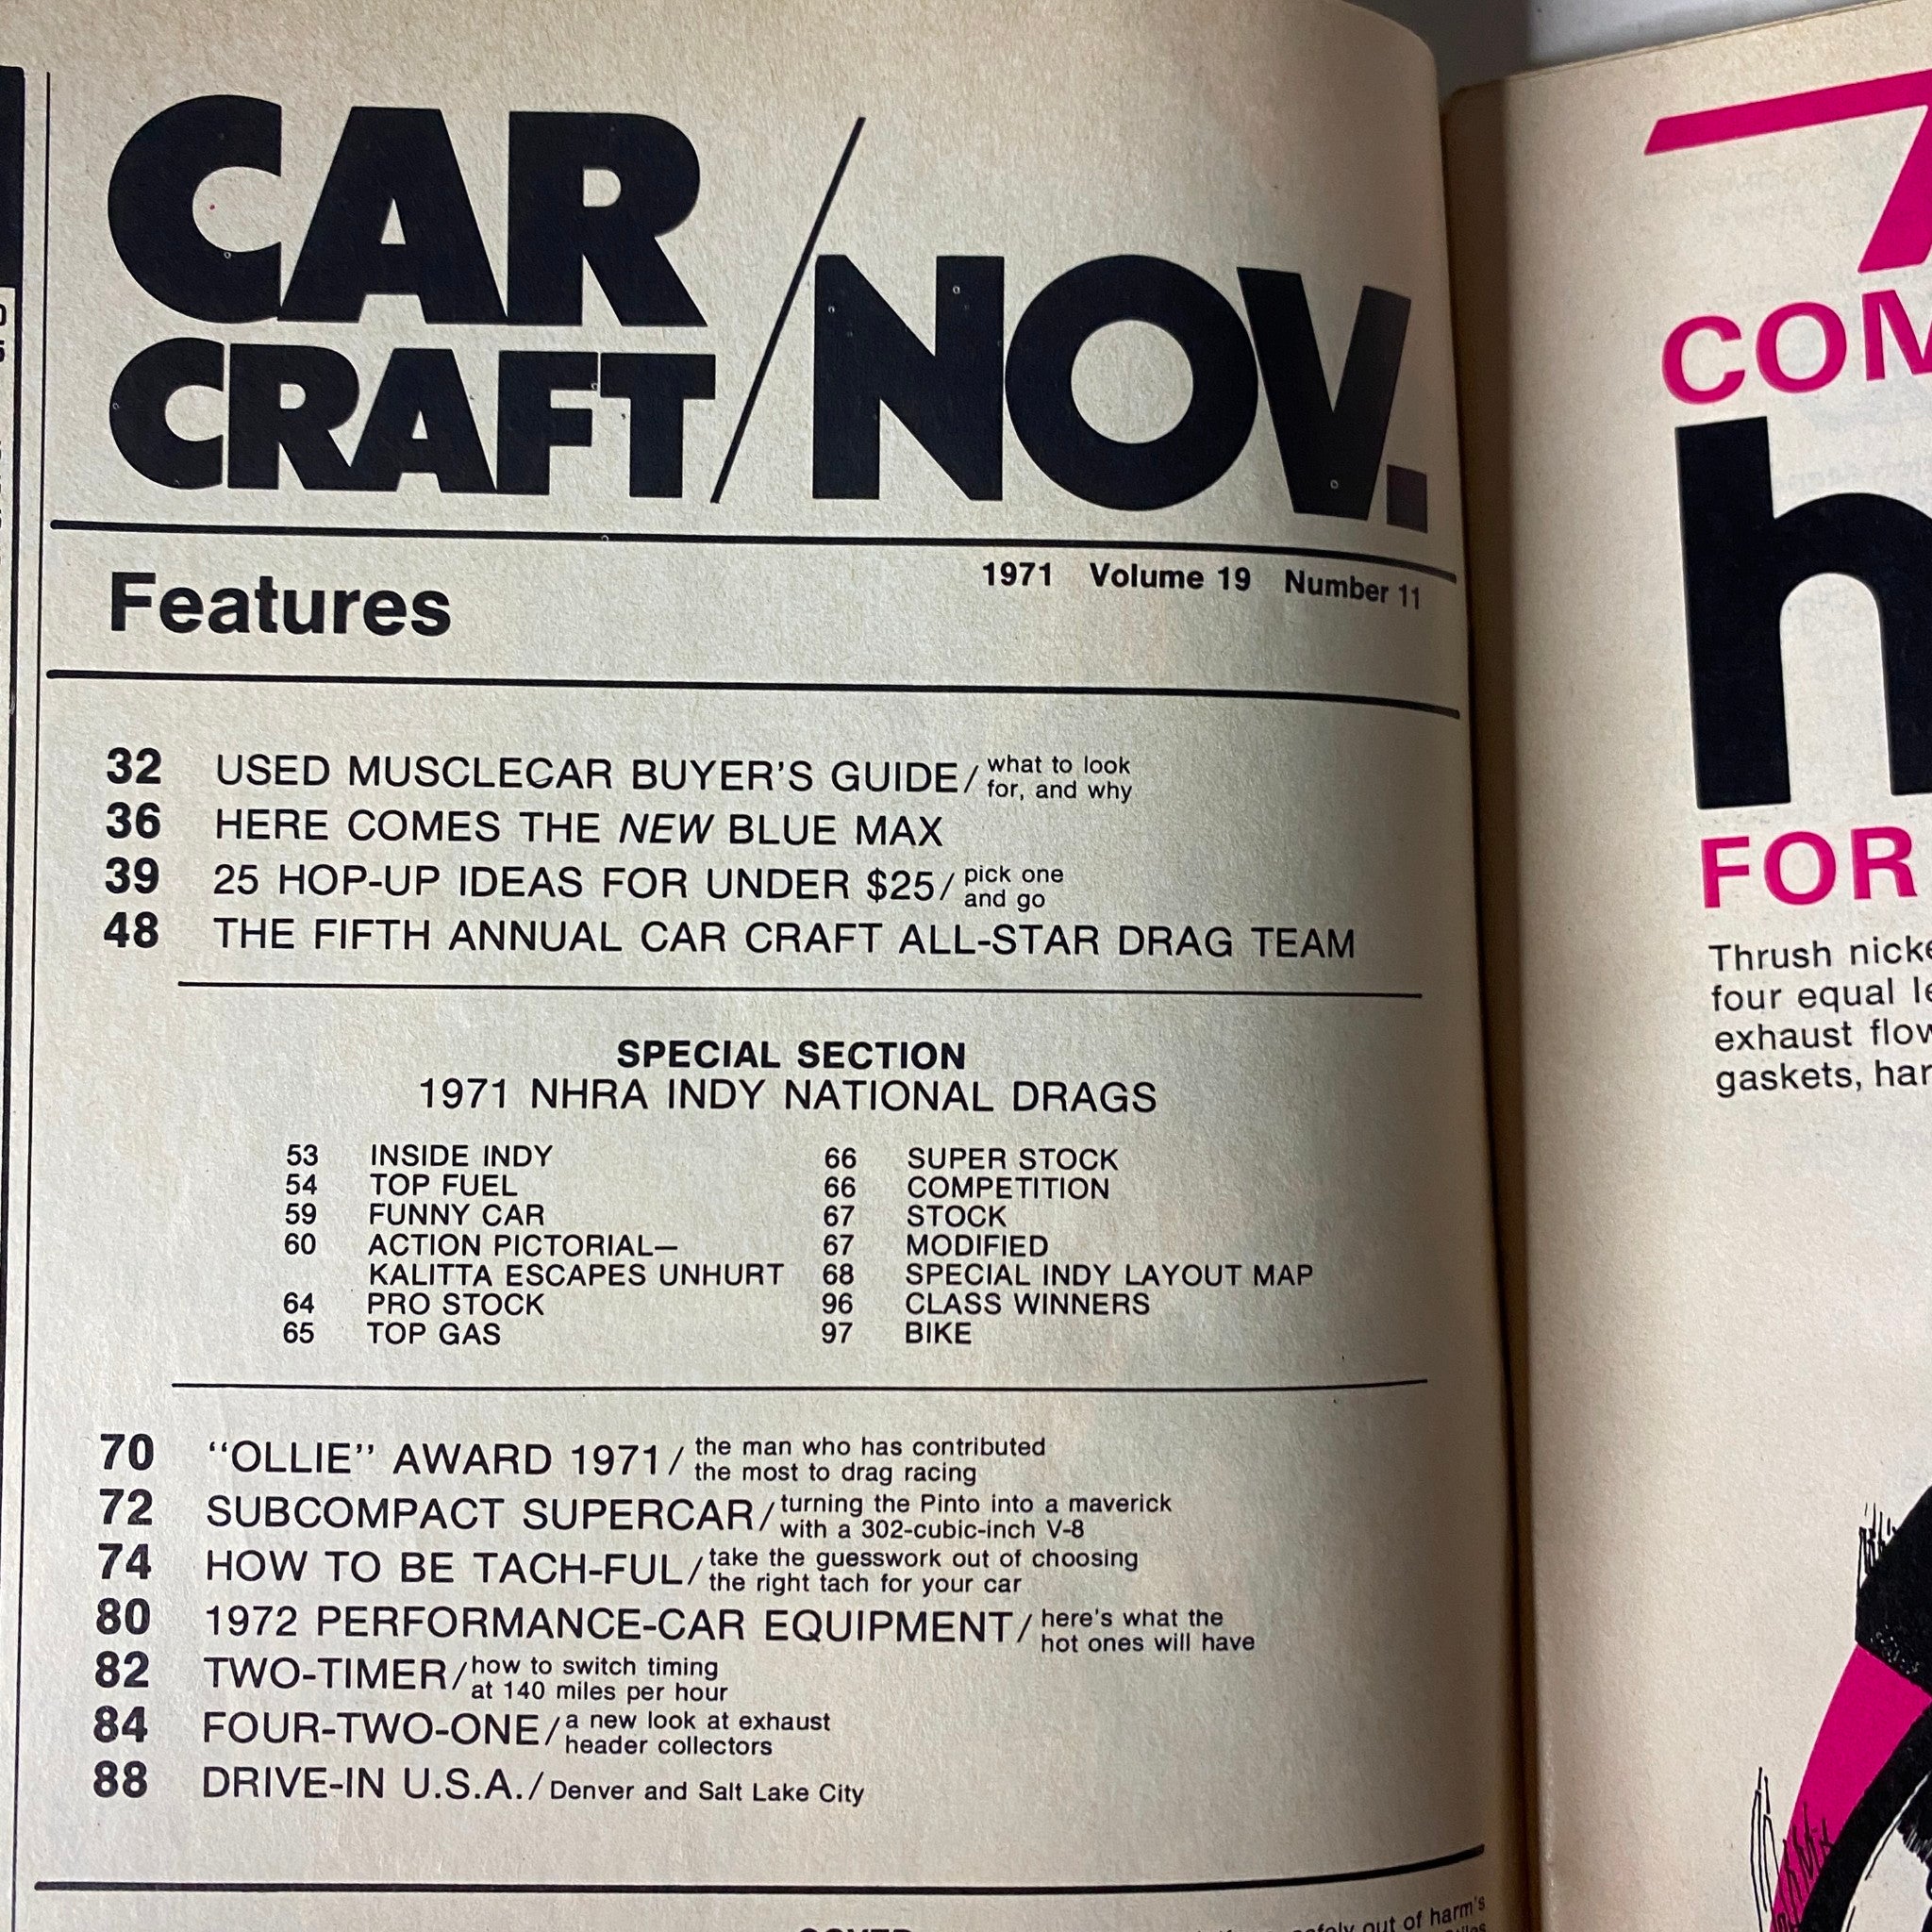 CAR
CRAFT/NOV.
1971 Volume 19 Number 11
Features
32 USED MUSCLECAR BUYER'S GUIDE/ what to look
for, and why
36 HERE COMES THE NEW BLUE MAX
39 25 HOP-UP IDEAS FOR UNDER $25/ pick one
and go
48 THE FIFTH ANNUAL CAR CRAFT ALL-STAR DRAG TEAM
SPECIAL SECTION
1971 NHRA INDY NATIONAL DRAGS
53 INSIDE INDY
54 TOP FUEL
59 FUNNY CAR
60 ACTION PICTORIAL—
KALITTA ESCAPES UNHURT
64 PRO STOCK
65 TOP GAS
66 SUPER STOCK
66 COMPETITION
67 STOCK
67 MODIFIED
68 SPECIAL INDY LAYOUT MAP
96 CLASS WINNERS
97 BIKE
70 “OLLIE” AWARD 1971/ the man who has contributed
the most to drag racing
72 SUBCOMPACT SUPERCAR/ turning the Pinto into a maverick
with a 302-cubic-inch V-8
74 HOW TO BE TACH-FUL/ take the guesswork out of choosing
the right tach for your car
80 1972 PERFORMANCE-CAR EQUIPMENT/ here's what the
hot ones will have
82 TWO-TIMER/ how to switch timing
at 140 miles per hour
84 FOUR-TWO-ONE/ a new look at exhaust
header collectors
88 DRIVE-IN U.S.A./ Denver and Salt Lake City
out of harm's
COM
h
FOR
Thrush nicke
four equal le
exhaust flow
gaskets, har